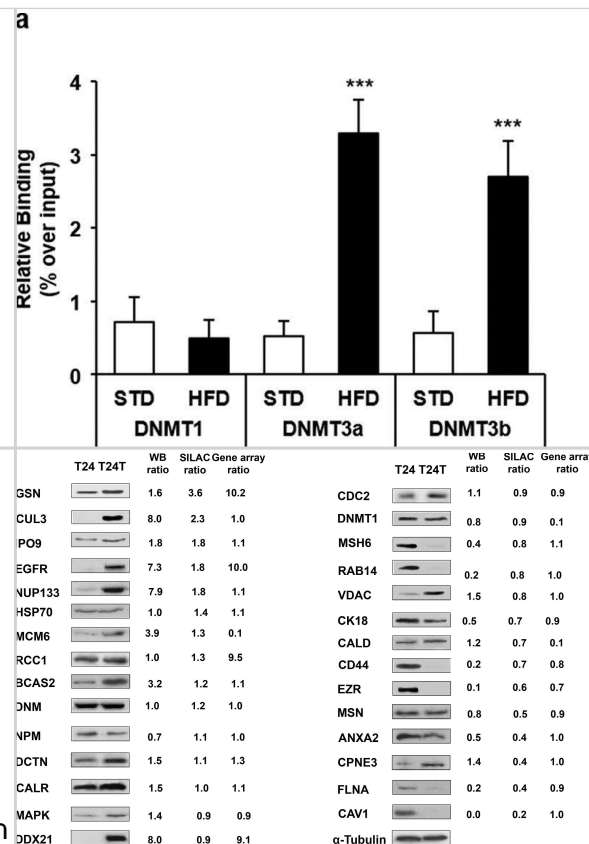 a
4
***
***
3
2
1
0
Relative Binding
(% over input)
STD HFD STD HFD STD HFD
DNMT1 DNMT3a DNMT3b
T24 T24T WB ratio SILAC ratio Gene array ratio
GSN 1.6 3.6 10.2
CUL3 8.0 2.3 1.0
PO9 1.8 1.8 1.1
EGFR 7.3 1.8 10.0
NUP133 7.9 1.8 1.1
HSP70 1.0 1.4 1.1
MCM6 3.9 1.3 0.1
RCC1 1.0 1.3 9.5
BCAS2 3.2 1.2 1.1
DNM 1.0 1.2 1.0
NPM 0.7 1.1 1.0
DCTN 1.5 1.1 1.3
CALR 1.5 1.0 1.1
MAPK 1.4 0.9 0.9
DDX21 8.0 0.9 9.1
n
T24 T24T WB ratio SILAC ratio Gene array ratio
CDC2 1.1 0.9 0.9
DNMT1 0.8 0.9 0.1
MSH6 0.4 0.8 1.1
RAB14 0.2 0.8 1.0
VDAC 1.5 0.8 1.0
CK18 0.5 0.7 0.9
CALD 1.2 0.7 0.1
CD44 0.2 0.7 0.8
EZR 0.1 0.6 0.7
MSN 0.8 0.5 0.9
ANXA2 0.5 0.4 1.0
CPNE3 1.4 0.4 1.0
FLNA 0.2 0.4 0.9
CAV1 0.0 0.2 1.0
α-Tubulin